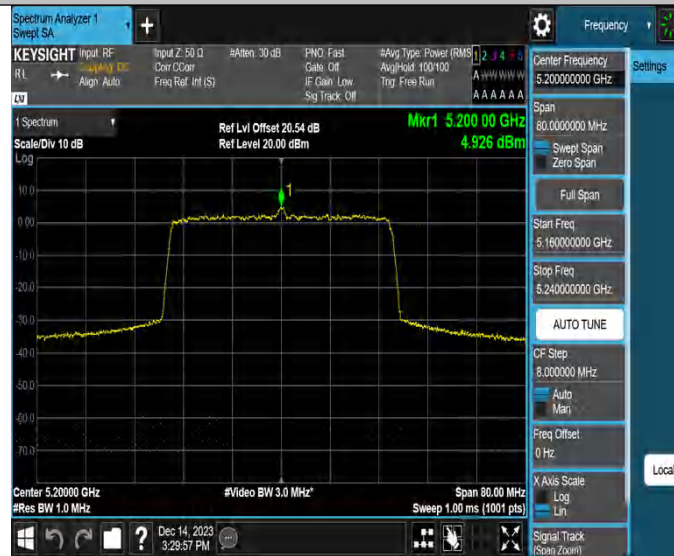 Spectrum Analyzer 1
Swept SA
+
Frequency
KEYSIGHT Input: RF
RL
Coupling: DC
Align: Auto
Input Z: 50 Ω
Corr CCorr
Freq Ref: Int (S)
#Atten: 30 dB
PNO: Fast
Gate: Off
IF Gain: Low
Sig Track: Off
#Avg Type: Power (RMS
Avg|Hold: 100/100
Trig: Free Run
1 2 3 4 5 6
A W W W W W
A A A A A A
LXI
1 Spectrum
Scale/Div 10 dB
Log
Ref Lvl Offset 20.54 dB
Ref Level 20.00 dBm
Mkr1 5.200 00 GHz
4.926 dBm
1
10.0
0.00
-10.0
-20.0
-30.0
-40.0
-50.0
-60.0
-70.0
Center 5.20000 GHz
#Res BW 1.0 MHz
#Video BW 3.0 MHz*
Span 80.00 MHz
Sweep 1.00 ms (1001 pts)
Center Frequency
5.200000000 GHz
Settings
Span
80.0000000 MHz
Swept Span
Zero Span
Full Span
Start Freq
5.160000000 GHz
Stop Freq
5.240000000 GHz
AUTO TUNE
CF Step
8.000000 MHz
Auto
Man
Freq Offset
0 Hz
X Axis Scale
Log
Lin
Local
Signal Track
(Span Zoom)
?
Dec 14, 2023
3:29:57 PM